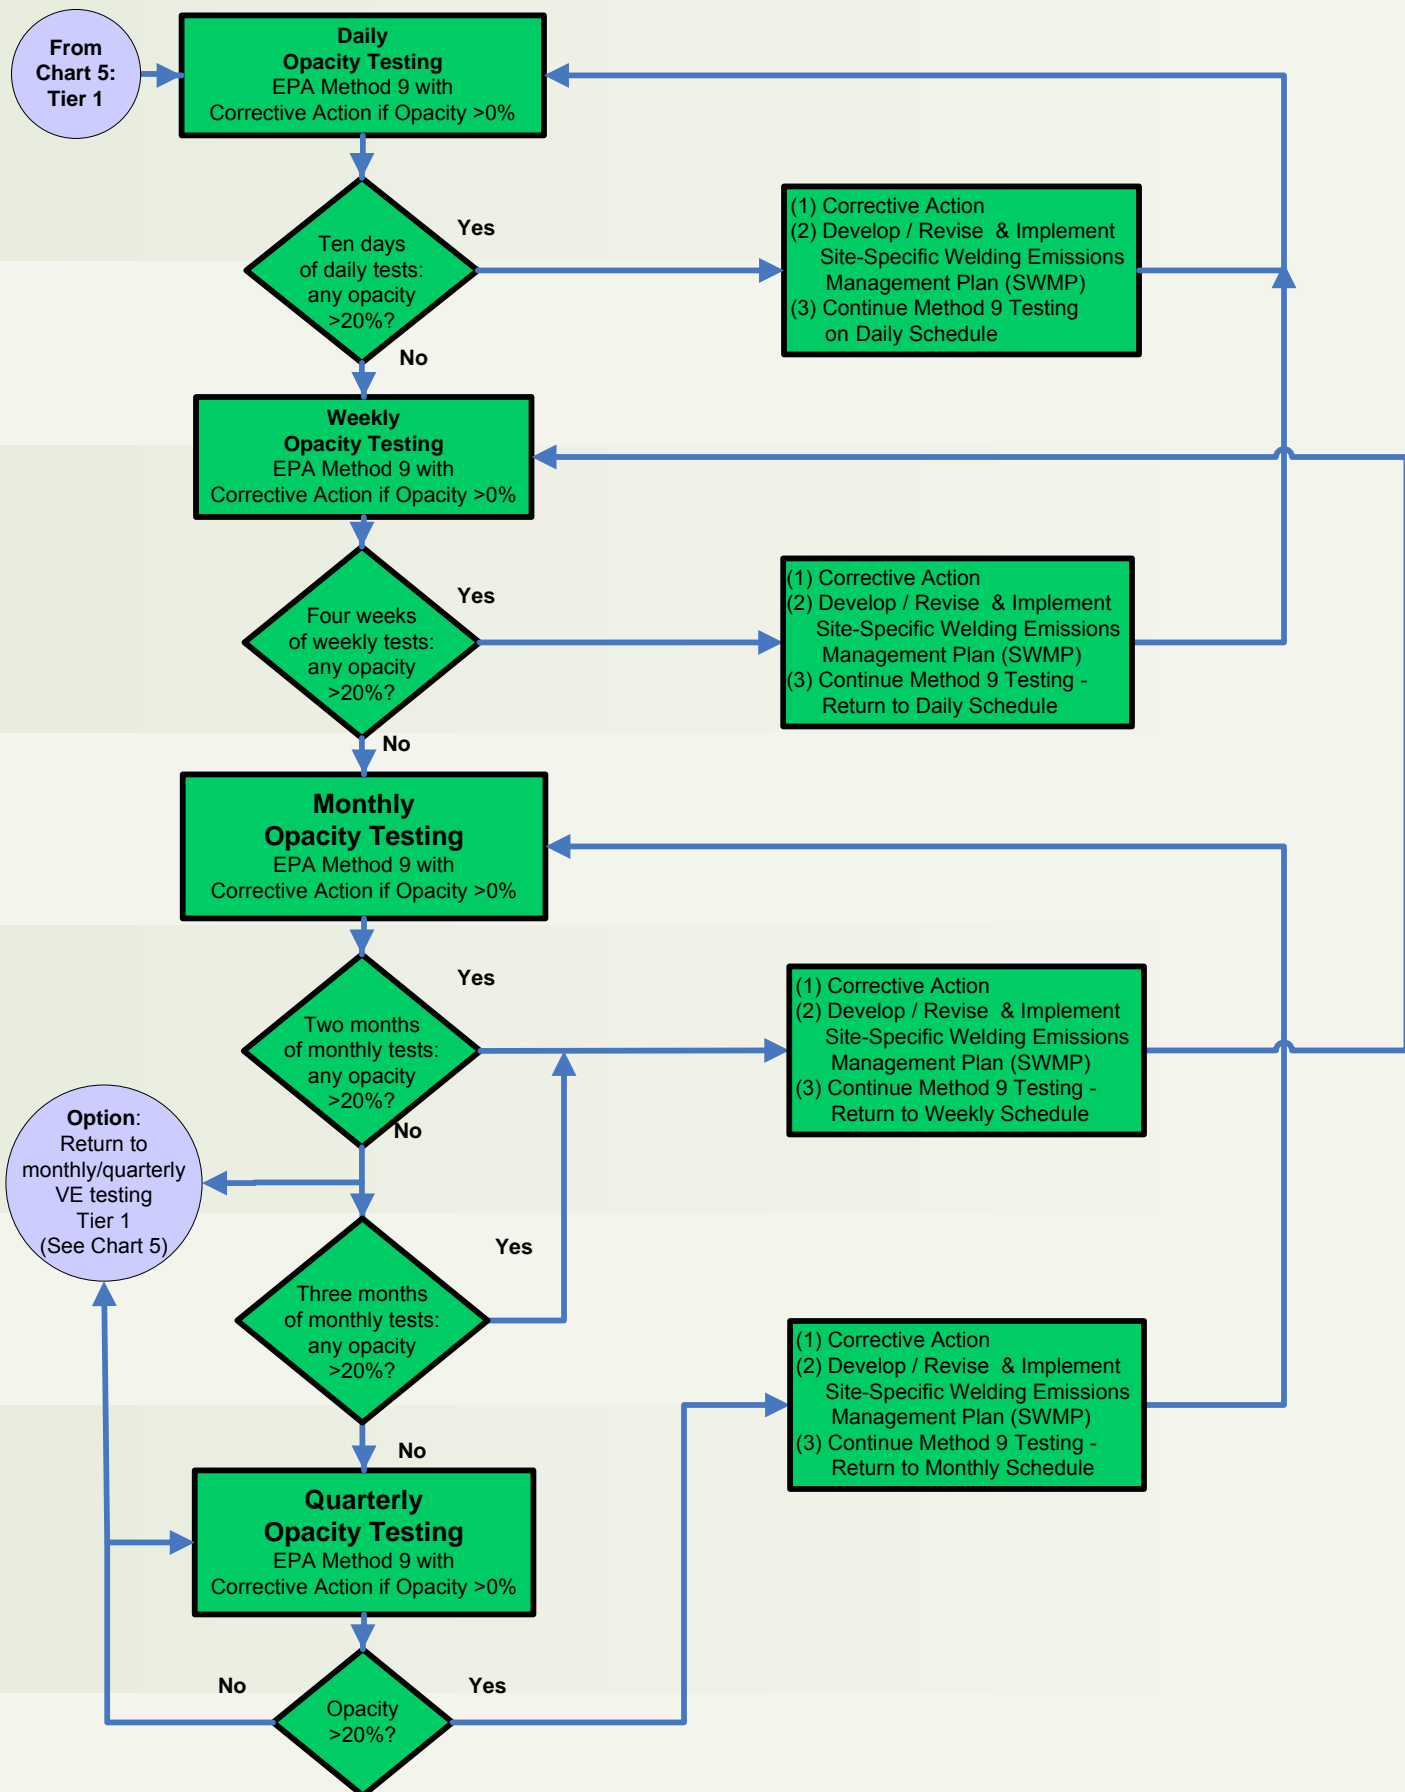 From
Chart 5:
Tier 1
Daily
Opacity Testing
EPA Method 9 with
Corrective Action if Opacity >0%
Ten days
of daily tests:
any opacity
>20%?
Yes
(1) Corrective Action
(2) Develop / Revise & Implement
Site-Specific Welding Emissions
Management Plan (SWMP)
(3) Continue Method 9 Testing
on Daily Schedule
No
Weekly
Opacity Testing
EPA Method 9 with
Corrective Action if Opacity >0%
Four weeks
of weekly tests:
any opacity
>20%?
Yes
(1) Corrective Action
(2) Develop / Revise & Implement
Site-Specific Welding Emissions
Management Plan (SWMP)
(3) Continue Method 9 Testing -
Return to Daily Schedule
No
Monthly
Opacity Testing
EPA Method 9 with
Corrective Action if Opacity >0%
Two months
of monthly tests:
any opacity
>20%?
Yes
(1) Corrective Action
(2) Develop / Revise & Implement
Site-Specific Welding Emissions
Management Plan (SWMP)
(3) Continue Method 9 Testing -
Return to Weekly Schedule
No
Option:
Return to
monthly/quarterly
VE testing
Tier 1
(See Chart 5)
Three months
of monthly tests:
any opacity
>20%?
Yes
(1) Corrective Action
(2) Develop / Revise & Implement
Site-Specific Welding Emissions
Management Plan (SWMP)
(3) Continue Method 9 Testing -
Return to Monthly Schedule
No
Quarterly
Opacity Testing
EPA Method 9 with
Corrective Action if Opacity >0%
No
Opacity
>20%?
Yes